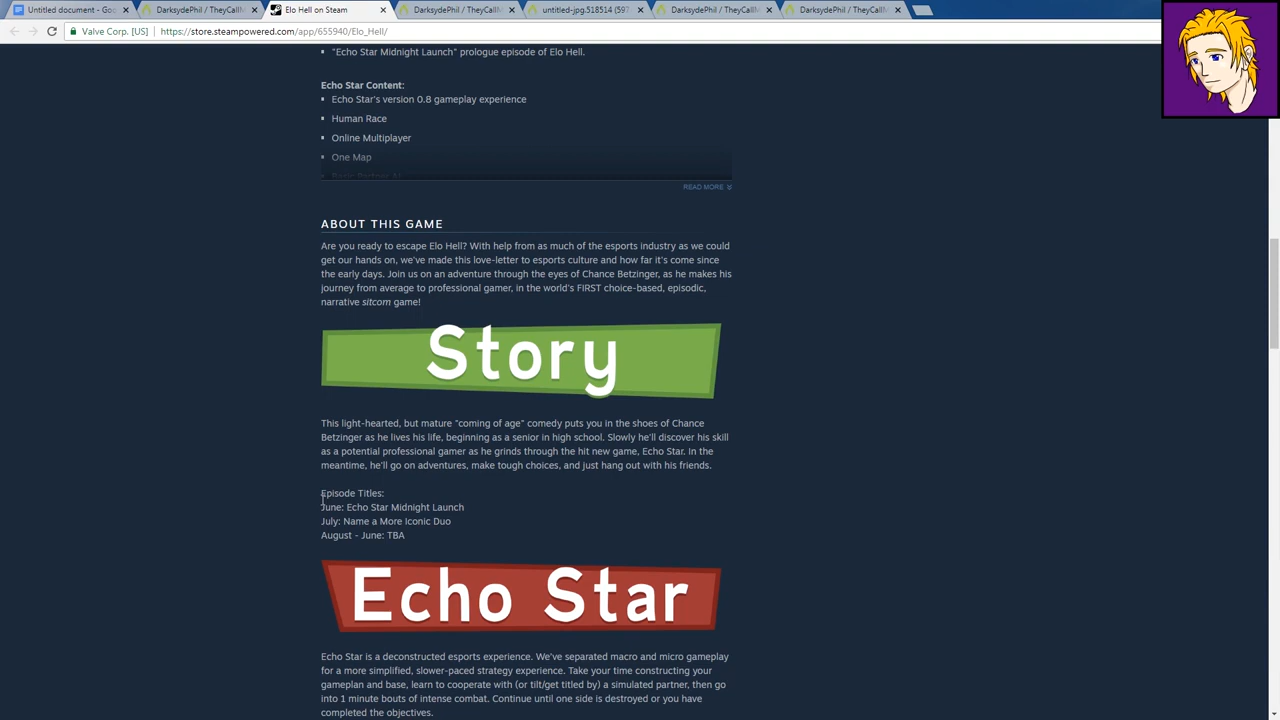 Untitled document - Goo
DarksydePhil / TheyCallM
Elo Hell on Steam
DarksydePhil / TheyCallM
untitled-jpg.518514 (597
DarksydePhil / TheyCallM
DarksydePhil / TheyCallM
Valve Corp. [US]
https://store.steampowered.com/app/655940/Elo_Hell/
"Echo Star Midnight Launch" prologue episode of Elo Hell.
Echo Star Content:
Echo Star's version 0.8 gameplay experience
Human Race
Online Multiplayer
One Map
Basic Partner AI
READ MORE
ABOUT THIS GAME
Are you ready to escape Elo Hell? With help from as much of the esports industry as we could
get our hands on, we've made this love-letter to esports culture and how far it's come since
the early days. Join us on an adventure through the eyes of Chance Betzinger, as he makes his
journey from average to professional gamer, in the world's FIRST choice-based, episodic,
narrative sitcom game!
Story
This light-hearted, but mature "coming of age" comedy puts you in the shoes of Chance
Betzinger as he lives his life, beginning as a senior in high school. Slowly he'll discover his skill
as a potential professional gamer as he grinds through the hit new game, Echo Star. In the
meantime, he'll go on adventures, make tough choices, and just hang out with his friends.
Episode Titles:
June: Echo Star Midnight Launch
July: Name a More Iconic Duo
August - June: TBA
Echo Star
Echo Star is a deconstructed esports experience. We've separated macro and micro gameplay
for a more simplified, slower-paced strategy experience. Take your time constructing your
gameplan and base, learn to cooperate with (or tilt/get titled by) a simulated partner, then go
into 1 minute bouts of intense combat. Continue until one side is destroyed or you have
completed the objectives.